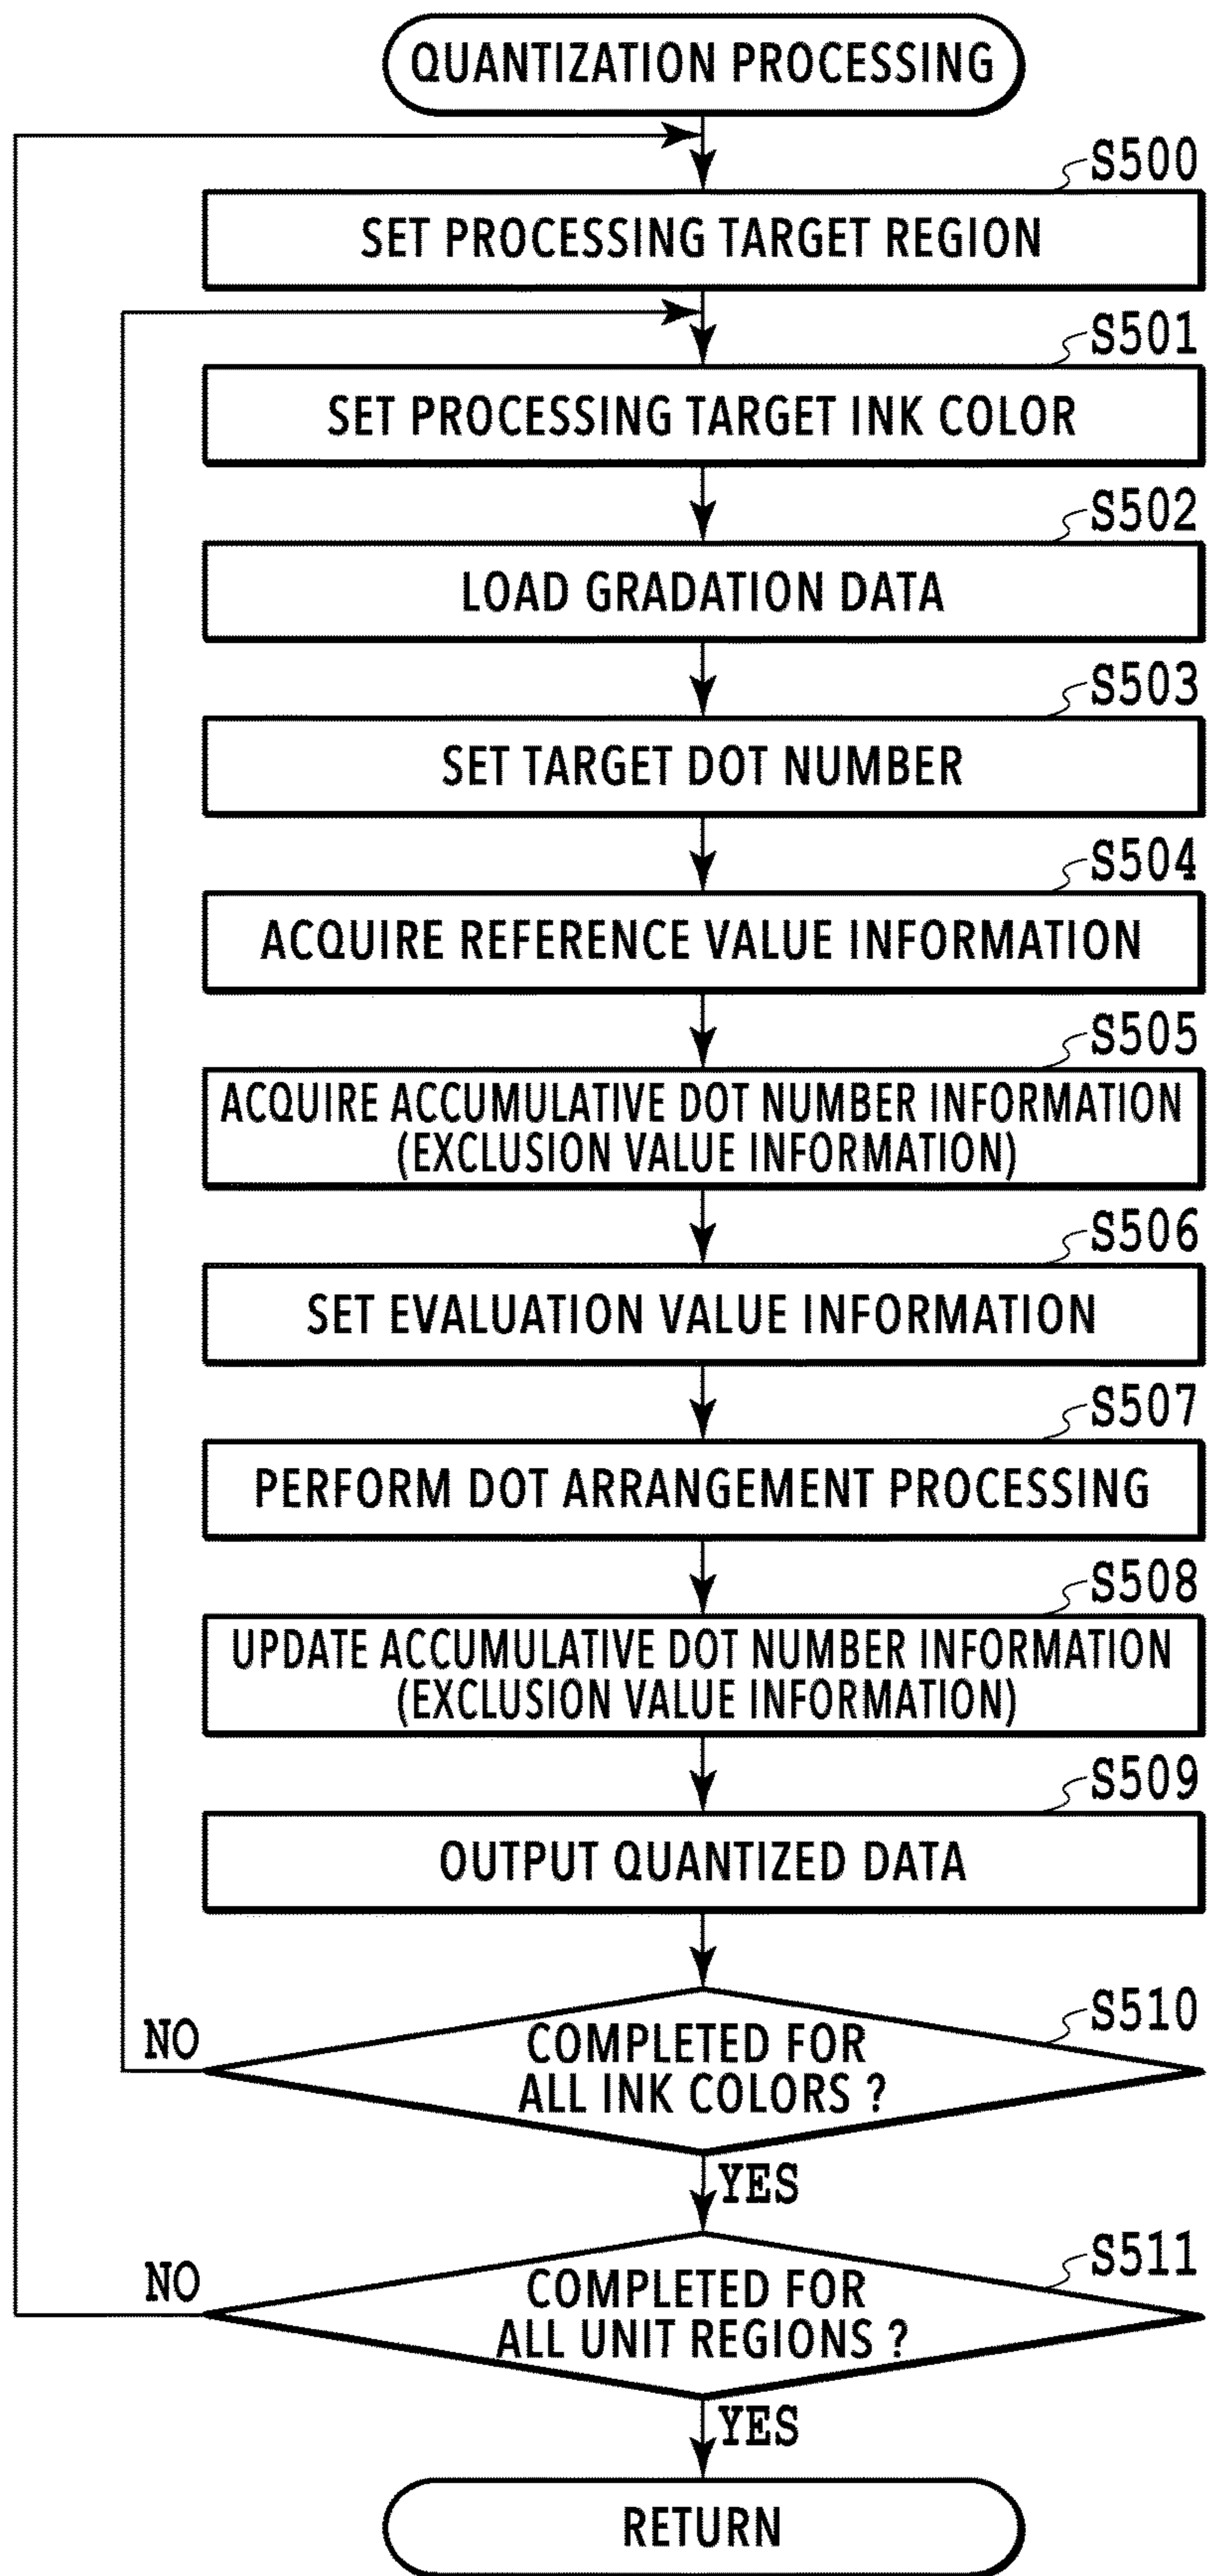 QUANTIZATION PROCESSING
S500
SET PROCESSING TARGET REGION
S501
SET PROCESSING TARGET INK COLOR
S502
LOAD GRADATION DATA
S503
SET TARGET DOT NUMBER
S504
ACQUIRE REFERENCE VALUE INFORMATION
S505
ACQUIRE ACCUMULATIVE DOT NUMBER INFORMATION
(EXCLUSION VALUE INFORMATION)
S506
SET EVALUATION VALUE INFORMATION
S507
PERFORM DOT ARRANGEMENT PROCESSING
S508
UPDATE ACCUMULATIVE DOT NUMBER INFORMATION
(EXCLUSION VALUE INFORMATION)
S509
OUTPUT QUANTIZED DATA
S510
NO
COMPLETED FOR
ALL INK COLORS ?
YES
S511
NO
COMPLETED FOR
ALL UNIT REGIONS ?
YES
RETURN